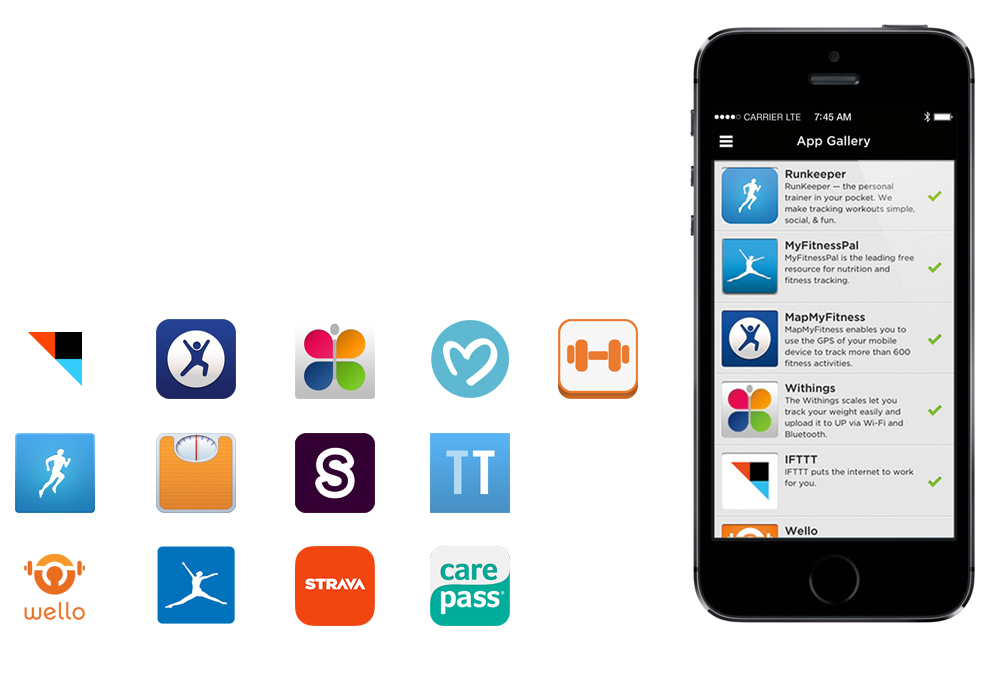 CARRIER LTE 7:45 AM
App Gallery
Runkeeper
RunKeeper — the personal
trainer in your pocket. We
make tracking workouts simple,
social, & fun.
MyFitnessPal
MyFitnessPal is the leading free
resource for nutrition and
fitness tracking.
MapMyFitness
MapMyFitness enables you to
use the GPS of your mobile
device to track more than 600
fitness activities.
Withings
The Withings scales let you
track your weight easily and
upload it to UP via Wi-Fi and
Bluetooth.
IFTTT
IFTTT puts the internet to work
for you.
Wello
S
TT
wello
STRAVA
care
pass®